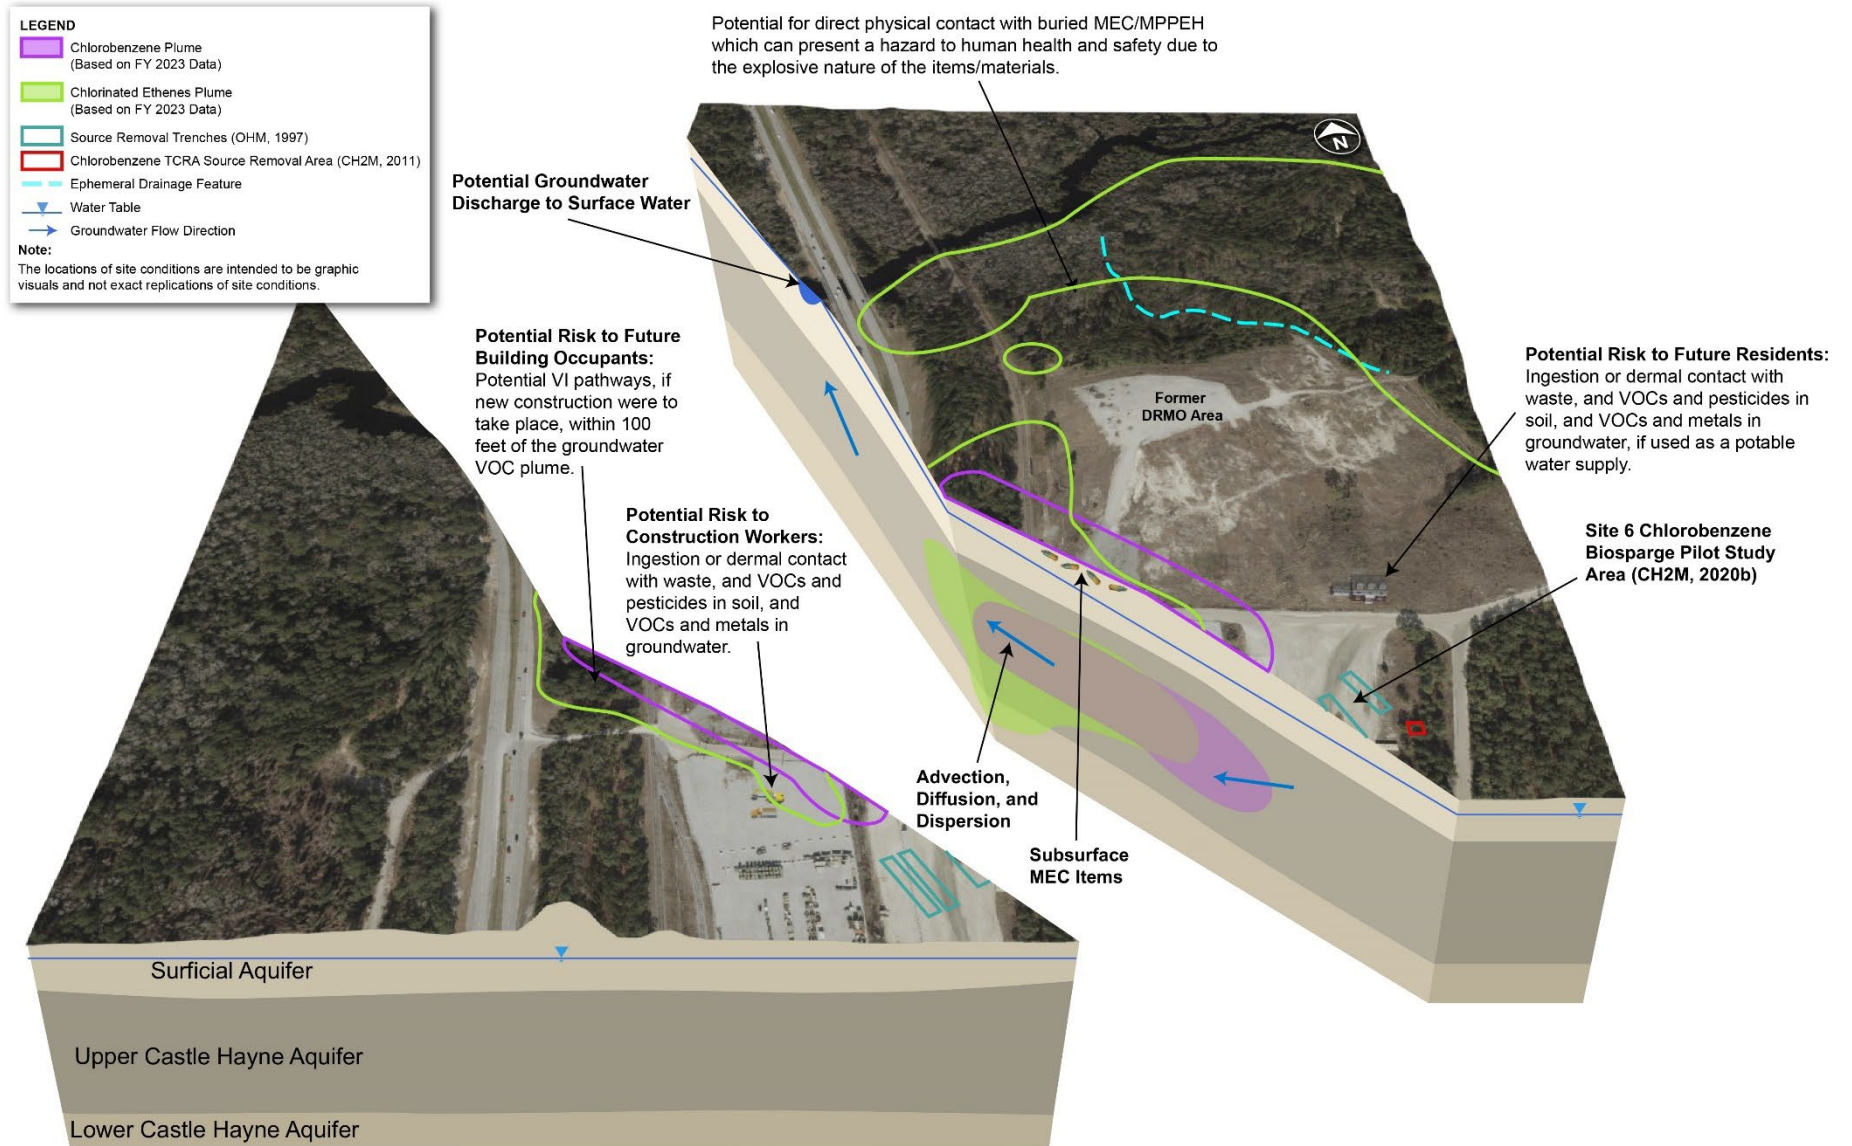 LEGEND
Chlorobenzene Plume
(Based on FY 2023 Data)
Chlorinated Ethenes Plume
(Based on FY 2023 Data)
Source Removal Trenches (OHM, 1997)
Chlorobenzene TCRA Source Removal Area (CH2M, 2011)
Ephemeral Drainage Feature
Water Table
Groundwater Flow Direction
Note:
The locations of site conditions are intended to be graphic
visuals and not exact replications of site conditions.
Potential for direct physical contact with buried MEC/MPPEH
which can present a hazard to human health and safety due to
the explosive nature of the items/materials.
N
Potential Groundwater
Discharge to Surface Water
Potential Risk to Future
Building Occupants:
Potential VI pathways, if
new construction were to
take place, within 100
feet of the groundwater
VOC plume.
Potential Risk to
Construction Workers:
Ingestion or dermal contact
with waste, and VOCs and
pesticides in soil, and
VOCs and metals in
groundwater.
Former
DRMO Area
Potential Risk to Future Residents:
Ingestion or dermal contact with
waste, and VOCs and pesticides in
soil, and VOCs and metals in
groundwater, if used as a potable
water supply.
Site 6 Chlorobenzene
Biosparge Pilot Study
Area (CH2M, 2020b)
Advection,
Diffusion, and
Dispersion
Subsurface
MEC Items
Surficial Aquifer
Upper Castle Hayne Aquifer
Lower Castle Hayne Aquifer